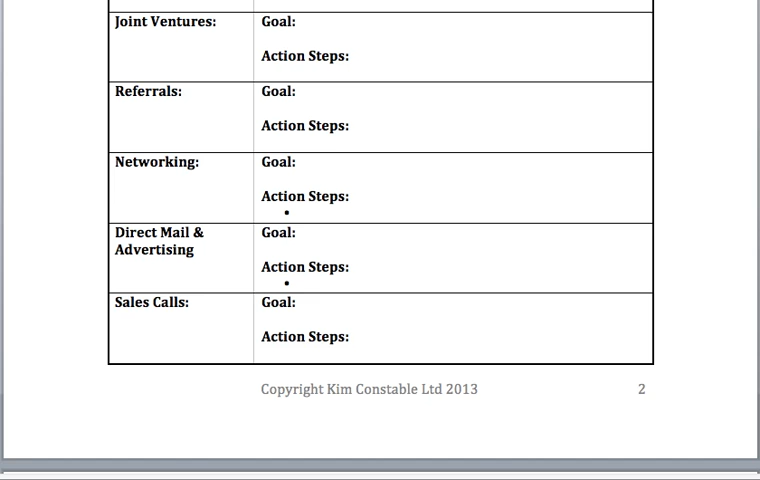 Joint Ventures:
Goal:
Action Steps:
Referrals:
Goal:
Action Steps:
Networking:
Goal:
Action Steps:
•
Direct Mail &
Advertising
Goal:
Action Steps:
•
Sales Calls:
Goal:
Action Steps:
Copyright Kim Constable Ltd 2013
2